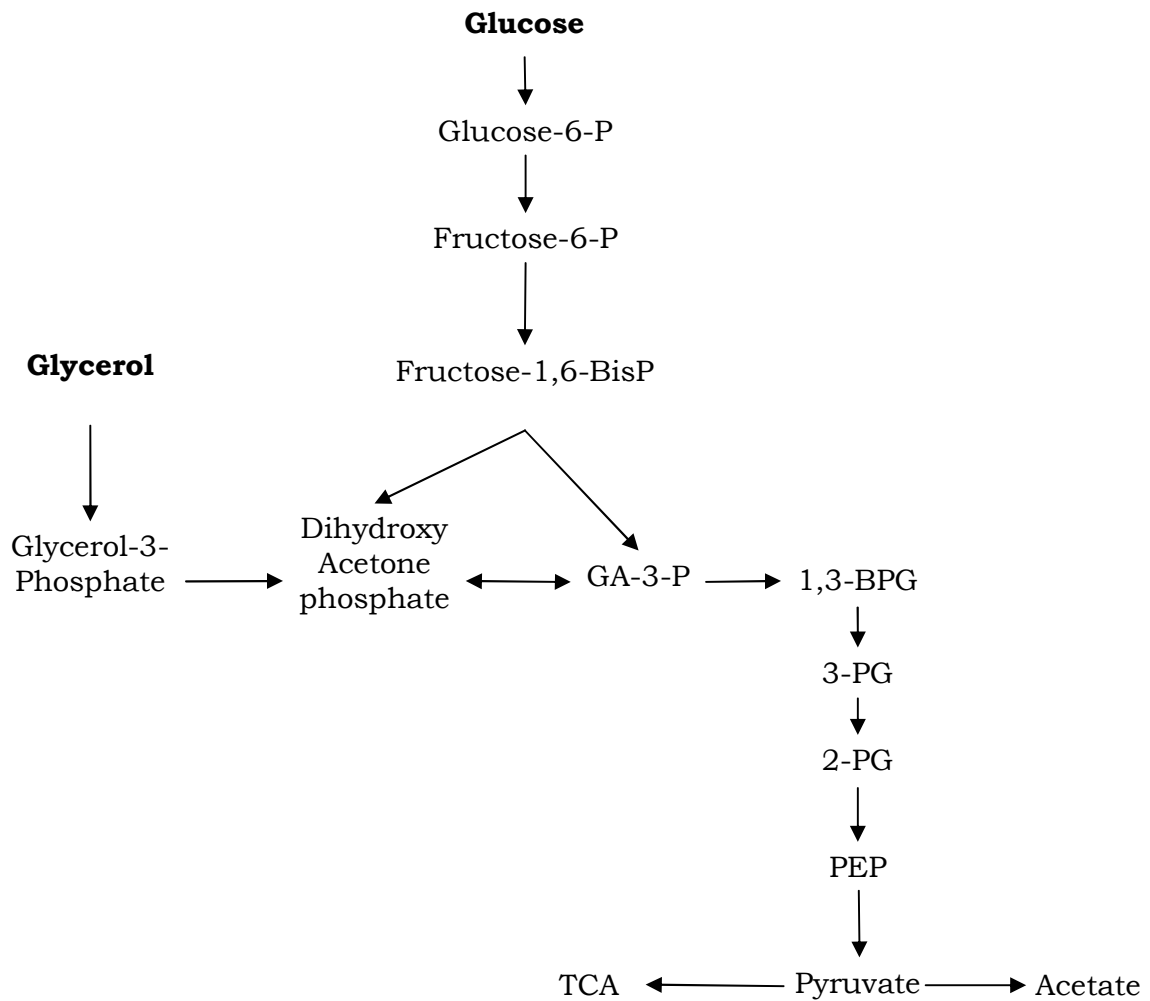 Glucose
Glucose-6-P
Fructose-6-P
Glycerol
Fructose-1,6-BisP
Glycerol-3-
Phosphate
Dihydroxy
Acetone
phosphate
GA-3-P
1,3-BPG
3-PG
2-PG
PEP
TCA
Pyruvate
Acetate